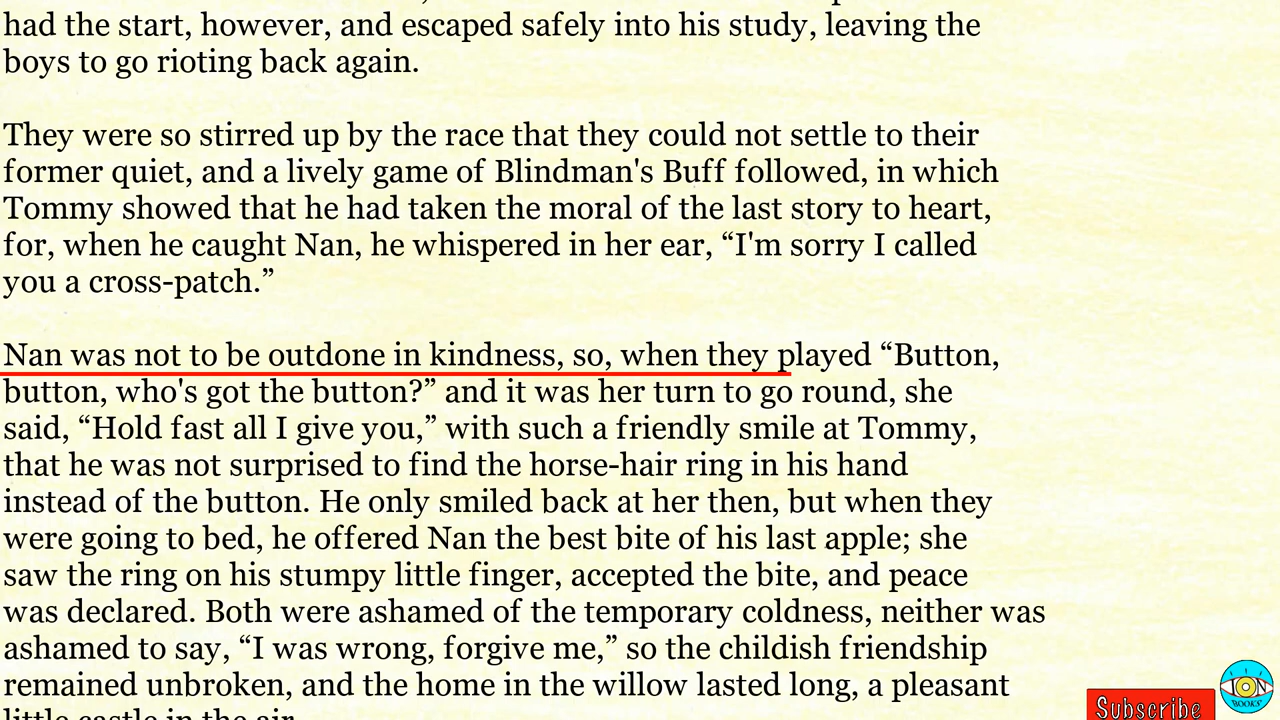 had the start, however, and escaped safely into his study, leaving the
boys to go rioting back again.
They were so stirred up by the race that they could not settle to their
former quiet, and a lively game of Blindman's Buff followed, in which
Tommy showed that he had taken the moral of the last story to heart,
for, when he caught Nan, he whispered in her ear, “I'm sorry I called
you a cross-patch.”
Nan was not to be outdone in kindness, so, when they played “Button,
button, who's got the button?” and it was her turn to go round, she
said, “Hold fast all I give you,” with such a friendly smile at Tommy,
that he was not surprised to find the horse-hair ring in his hand
instead of the button. He only smiled back at her then, but when they
were going to bed, he offered Nan the best bite of his last apple; she
saw the ring on his stumpy little finger, accepted the bite, and peace
was declared. Both were ashamed of the temporary coldness, neither was
ashamed to say, “I was wrong, forgive me,” so the childish friendship
remained unbroken, and the home in the willow lasted long, a pleasant
little castle in the air.
Subscribe
ION
BOOKS